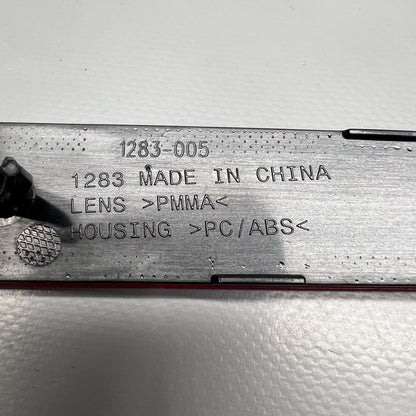 1283-005
1283 MADE IN CHINA
LENS >PMMA<
HOUSING >PC/ABS<